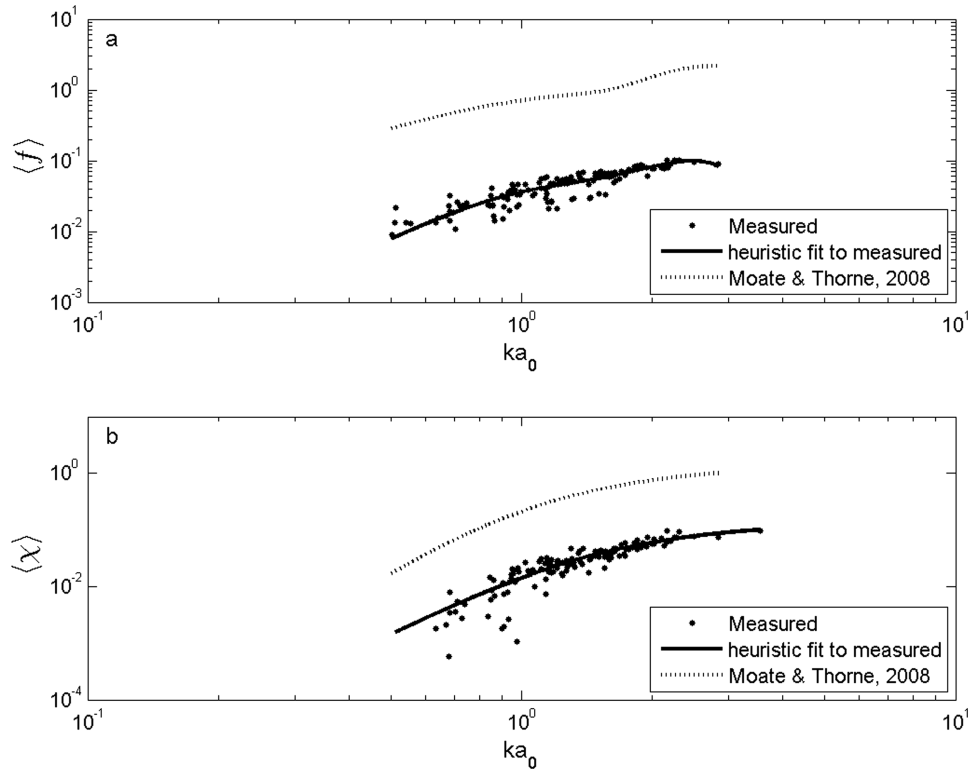 a
10^1
10^0
10^-1
10^-2
10^-3
⟨f⟩
10^-1
10^0
10^1
ka_0
Measured
heuristic fit to measured
Moate & Thorne, 2008
b
10^0
10^-2
10^-4
⟨χ⟩
10^-1
10^0
10^1
ka_0
Measured
heuristic fit to measured
Moate & Thorne, 2008